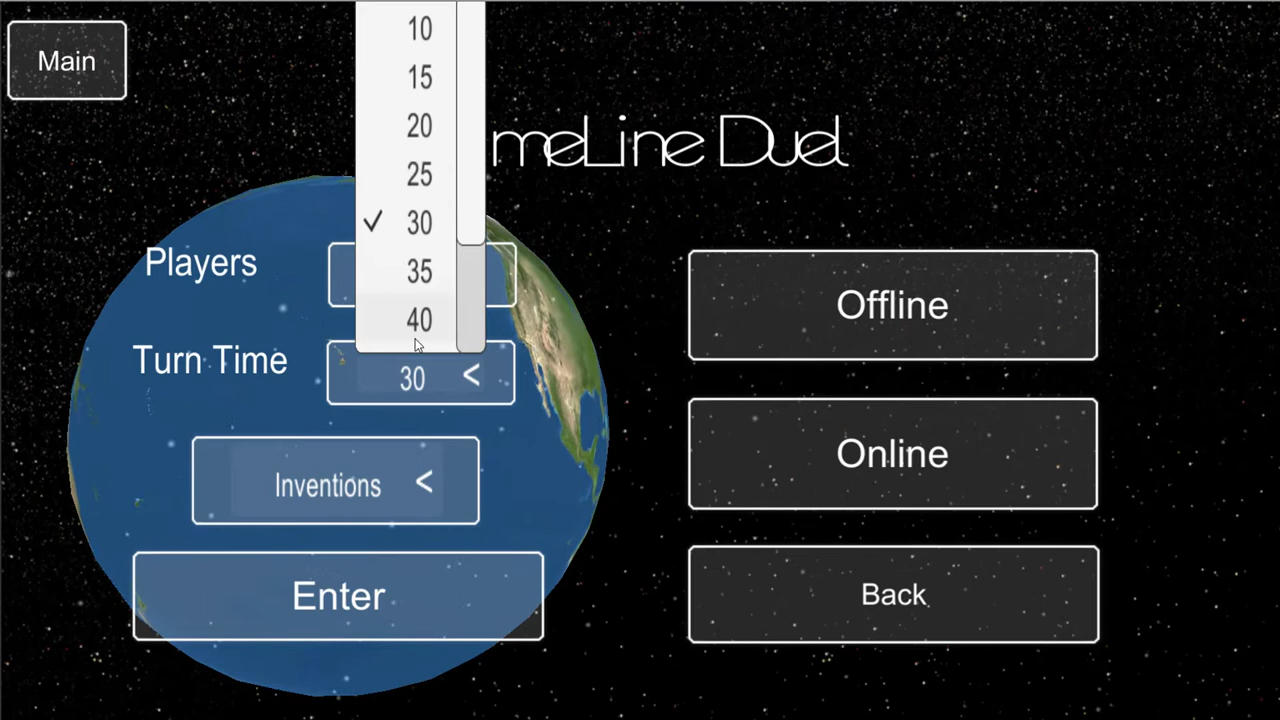 Main
10
15
20
25
30
35
40
meLine Duel
Players
Turn Time
30 <
Inventions <
Enter
Offline
Online
Back